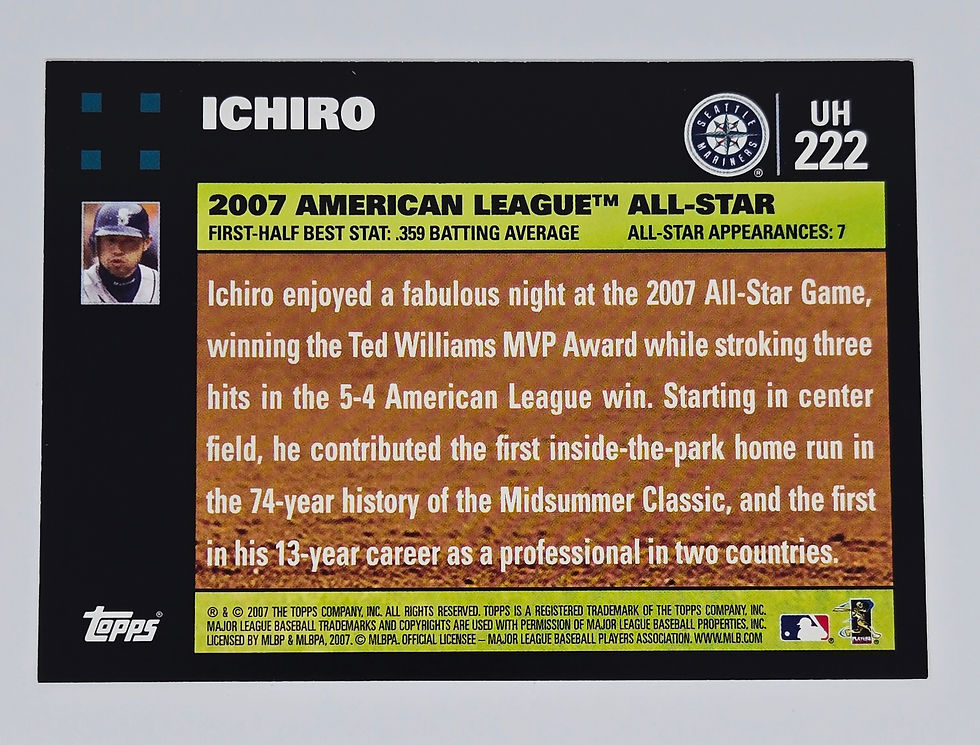 ICHIRO
SEATTLE
MARINERS
®
UH
222
2007 AMERICAN LEAGUE™ ALL-STAR
FIRST-HALF BEST STAT: .359 BATTING AVERAGE ALL-STAR APPEARANCES: 7
Ichiro enjoyed a fabulous night at the 2007 All-Star Game,
winning the Ted Williams MVP Award while stroking three
hits in the 5-4 American League win. Starting in center
field, he contributed the first inside-the-park home run in
the 74-year history of the Midsummer Classic, and the first
in his 13-year career as a professional in two countries.
Topps®
® & © 2007 THE TOPPS COMPANY, INC. ALL RIGHTS RESERVED. TOPPS IS A REGISTERED TRADEMARK OF THE TOPPS COMPANY, INC.
MAJOR LEAGUE BASEBALL TRADEMARKS AND COPYRIGHTS ARE USED WITH PERMISSION OF MAJOR LEAGUE BASEBALL PROPERTIES, INC.
LICENSED BY MLBP & MLBPA, 2007. © MLBPA. OFFICIAL LICENSEE – MAJOR LEAGUE BASEBALL PLAYERS ASSOCIATION. WWW.MLB.COM
®
PLAYERS